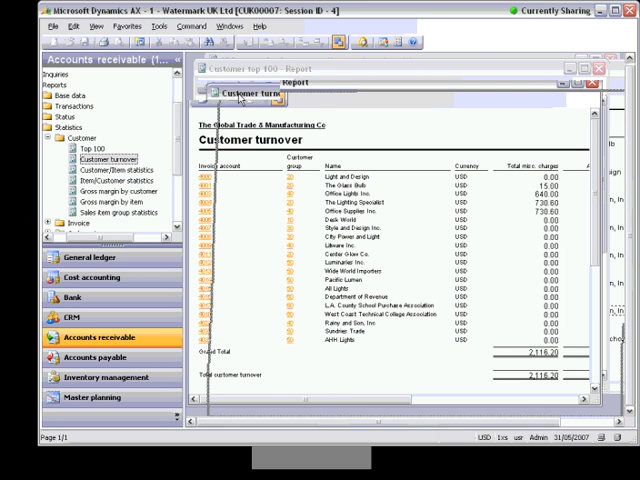 Microsoft Dynamics AX - 1 - Watermark UK Ltd [CUK00007: Session ID - 4]
Currently Sharing
File Edit View Favorites Tools Command Windows Help
Accounts receivable (1...
Inquiries
Reports
Base data
Transactions
Status
Statistics
Customer
Top 100
Customer turnover
Customer/Item statistics
Item/Customer statistics
Gross margin by customer
Gross margin by item
Sales item group statistics
Invoice
General ledger
Cost accounting
Bank
CRM
Accounts receivable
Accounts payable
Inventory management
Master planning
Customer top 100 - Report
Report
Customer turno
The Global Trade & Manufacturing Co
Customer turnover
Invoice account Customer group Name Currency Total misc. charges
20 Light and Design USD 0.00
20 The Glass Bulb USD 15.00
40 Office Lights Inc. USD 640.00
20 The Lighting Specialist USD 730.60
40 Office Supplies Inc. USD 730.60
Desk World USD 0.00
Style and Design Inc. USD 0.00
City Power and Light USD 0.00
Litware Inc. USD 0.00
Center Glow Co. USD 0.00
Luminaries Inc. USD 0.00
Wide World Importers USD 0.00
Pacific Lumen USD 0.00
All Lights USD 0.00
Department of Revenue USD 0.00
L.A. County School Purchase Association USD 0.00
West Coast Technical College Association USD 0.00
Rainy and Son, Inc USD 0.00
Sundries Trade USD 0.00
AHH Lights USD 0.00
Grand Total 2,116.20
Total customer turnover 2,116.20
Page 1/1
USD 1xs usr Admin 31/05/2007